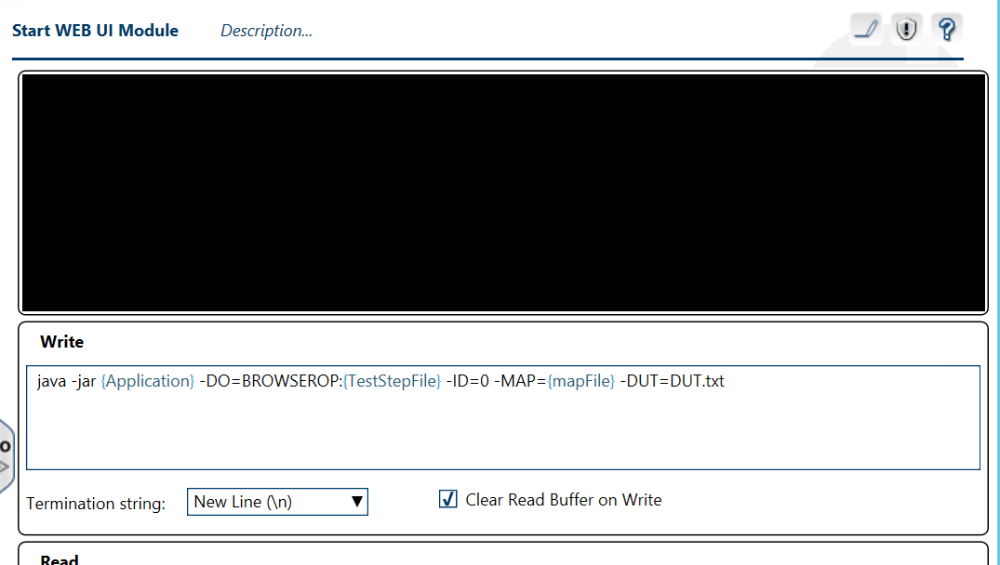 Start WEB UI Module Description...
Write
java -jar {Application} -DO=BROWSEROP:{TestStepFile} -ID=0 -MAP={mapFile} -DUT=DUT.txt
o
Termination string: New Line (\n) Clear Read Buffer on Write
Read